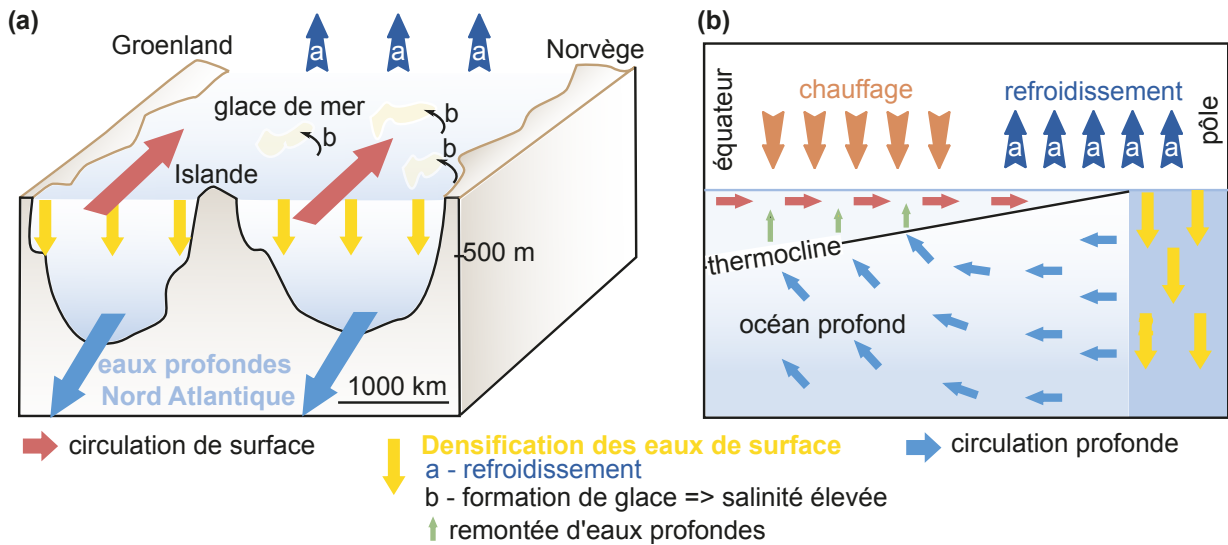 (a)
Groenland
a
a
a
Norvège
glace de mer
b
b
b
Islande
500 m
eaux profondes
Nord Atlantique
1000 km
(b)
équateur
chauffage
refroidissement
pôle
a
a
a
a
a
thermocline
océan profond
circulation de surface
Densification des eaux de surface
a - refroidissement
b - formation de glace => salinité élevée
remontée d'eaux profondes
circulation profonde